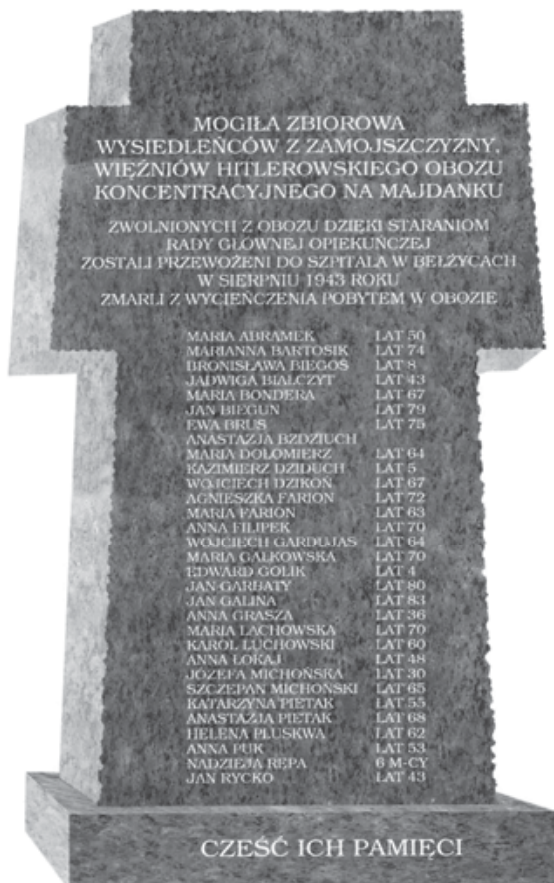 MOGIŁA ZBIOROWA
WYSIEDLEŃCÓW Z ZAMOJSZCZYZNY,
WIĘŹNIÓW HITLEROWSKIEGO OBOZU
KONCENTRACYJNEGO NA MAJDANKU
ZWOLNIONYCH Z OBOZU DZIĘKI STARANIOM
RADY GŁÓWNEJ OPIEKUŃCZEJ
ZOSTALI PRZEWOŻENI DO SZPITALA W BEŁŻYCACH
W SIERPNIU 1943 ROKU
ZMARLI Z WYCIEŃCZENIA POBYTEM W OBOZIE
MARIA ABRAMEK LAT 50
MARIANNA BARTOSIK LAT 74
BRONISŁAWA BIEGOŚ LAT 8
JADWIGA BIAŁCZYT LAT 43
MARIA BONDERA LAT 67
JAN BIEGUN LAT 79
EWA BRUŚ LAT 75
ANASTAZJA BZDZIUCH
MARIA DOŁOMIERZ LAT 64
KAZIMIERZ DZIDUCH LAT 5
WOJCIECH DZIKOŃ LAT 67
AGNIESZKA FARION LAT 72
MARIA FARION LAT 63
ANNA FILIPEK LAT 70
WOJCIECH GARDUJAS LAT 64
MARIA GAŁKOWSKA LAT 70
EDWARD GOLIK LAT 4
JAN GARBATY LAT 80
JAN GALINA LAT 83
ANNA GRASZA LAT 36
MARIA LACHOWSKA LAT 70
KAROL LUCHOWSKI LAT 60
ANNA ŁOKAJ LAT 48
JÓZEFA MICHOŃSKA LAT 30
SZCZEPAN MICHOŃSKI LAT 65
KATARZYNA PIETAK LAT 55
ANASTAZJA PIETAK LAT 68
HELENA PLUSKWA LAT 62
ANNA PUK LAT 53
NADZIEJA REPA 6 M-CY
JAN RYCKO LAT 43
CZEŚĆ ICH PAMIĘCI